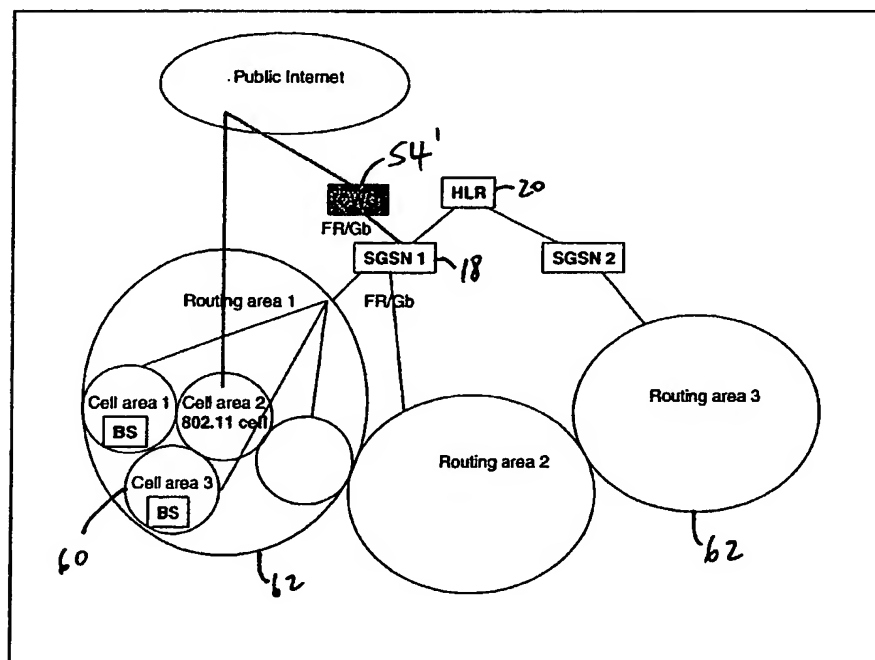 Public Internet
54'
HLR
20
FR/Gb
SGSN 1
18
SGSN 2
Routing area 1
FR/Gb
Cell area 1
BS
Cell area 2
802.11 cell
Routing area 3
Cell area 3
BS
Routing area 2
60
62
62